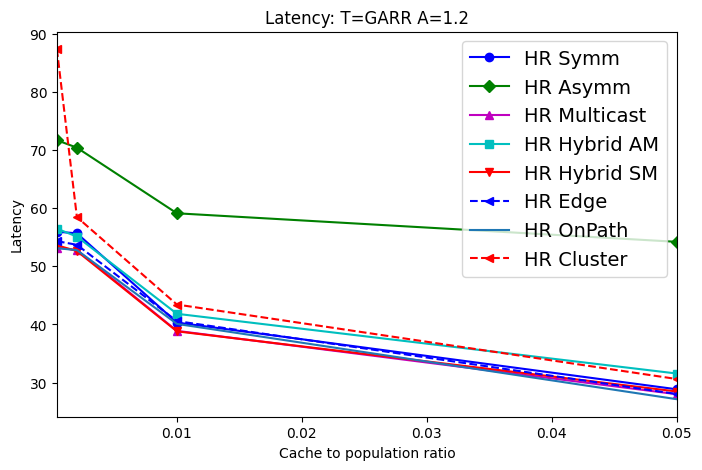 Latency: T=GARR A=1.2
90
80
70
60
50
40
30
Latency
HR Symm
HR Asymm
HR Multicast
HR Hybrid AM
HR Hybrid SM
HR Edge
HR OnPath
HR Cluster
0.01
0.02
0.03
0.04
0.05
Cache to population ratio